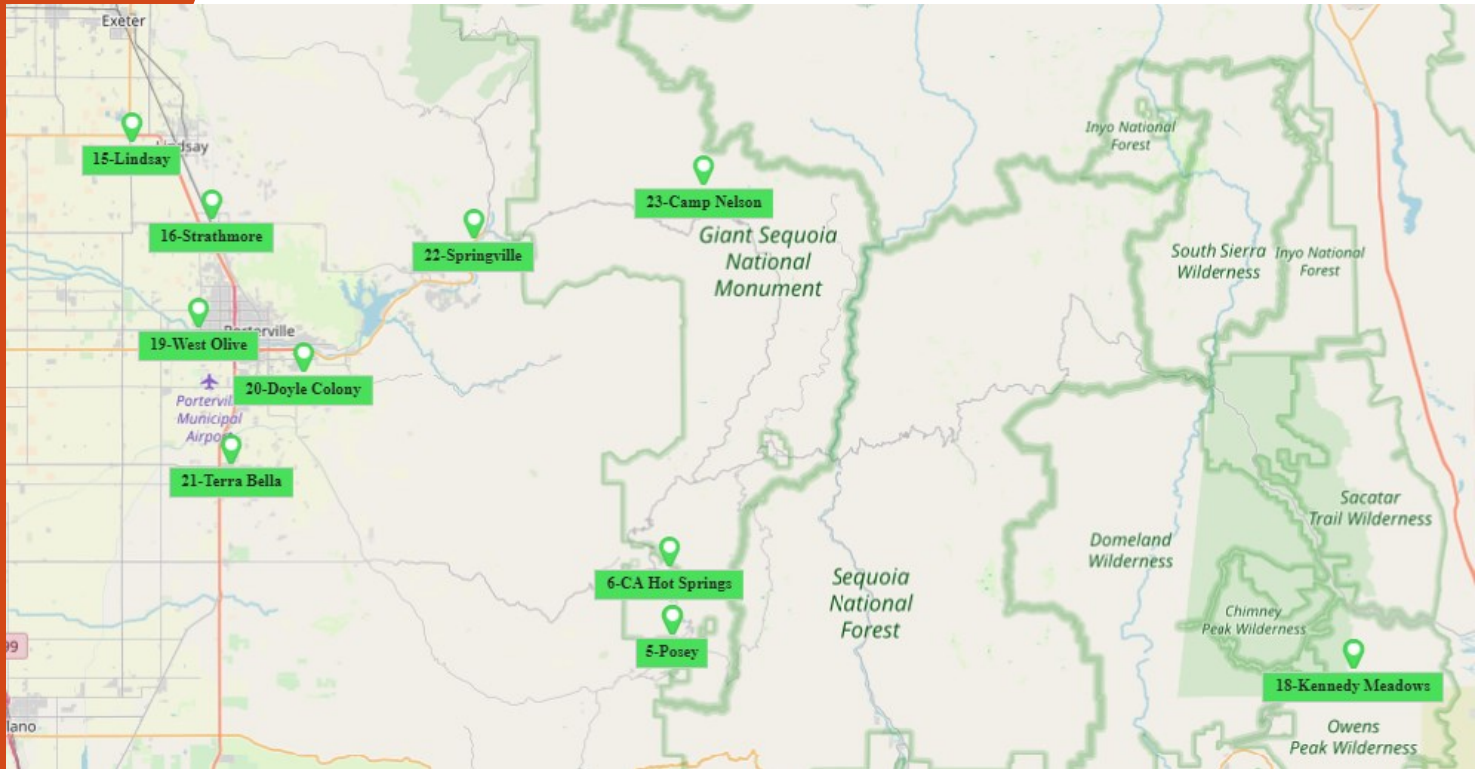 Exeter
15-Lindsay
16-Strathmore
22-Springville
23-Camp Nelson
Giant Sequoia
National
Monument
Inyo National
Forest
South Sierra
Wilderness
Inyo National
Forest
19-West Olive
20-Doyle Colony
Municipal
21-Terra Bella
6-CA Hot Springs
5-Posey
Sequoia
National
Forest
Domeland
Wilderness
Sacatar
Trail Wilderness
Chimney
Peak Wilderness
18-Kennedy Meadows
Owens
Peak Wilderness
99